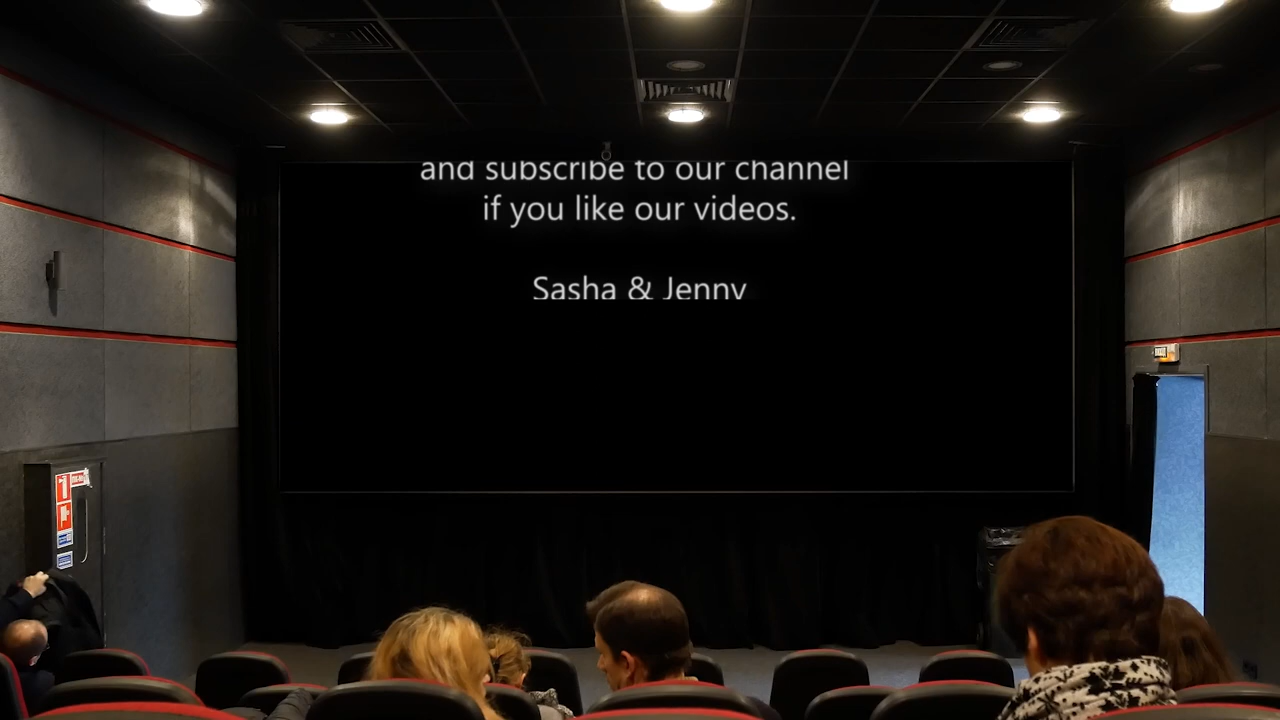 and subscribe to our channel
if you like our videos.
Sasha & Jenny